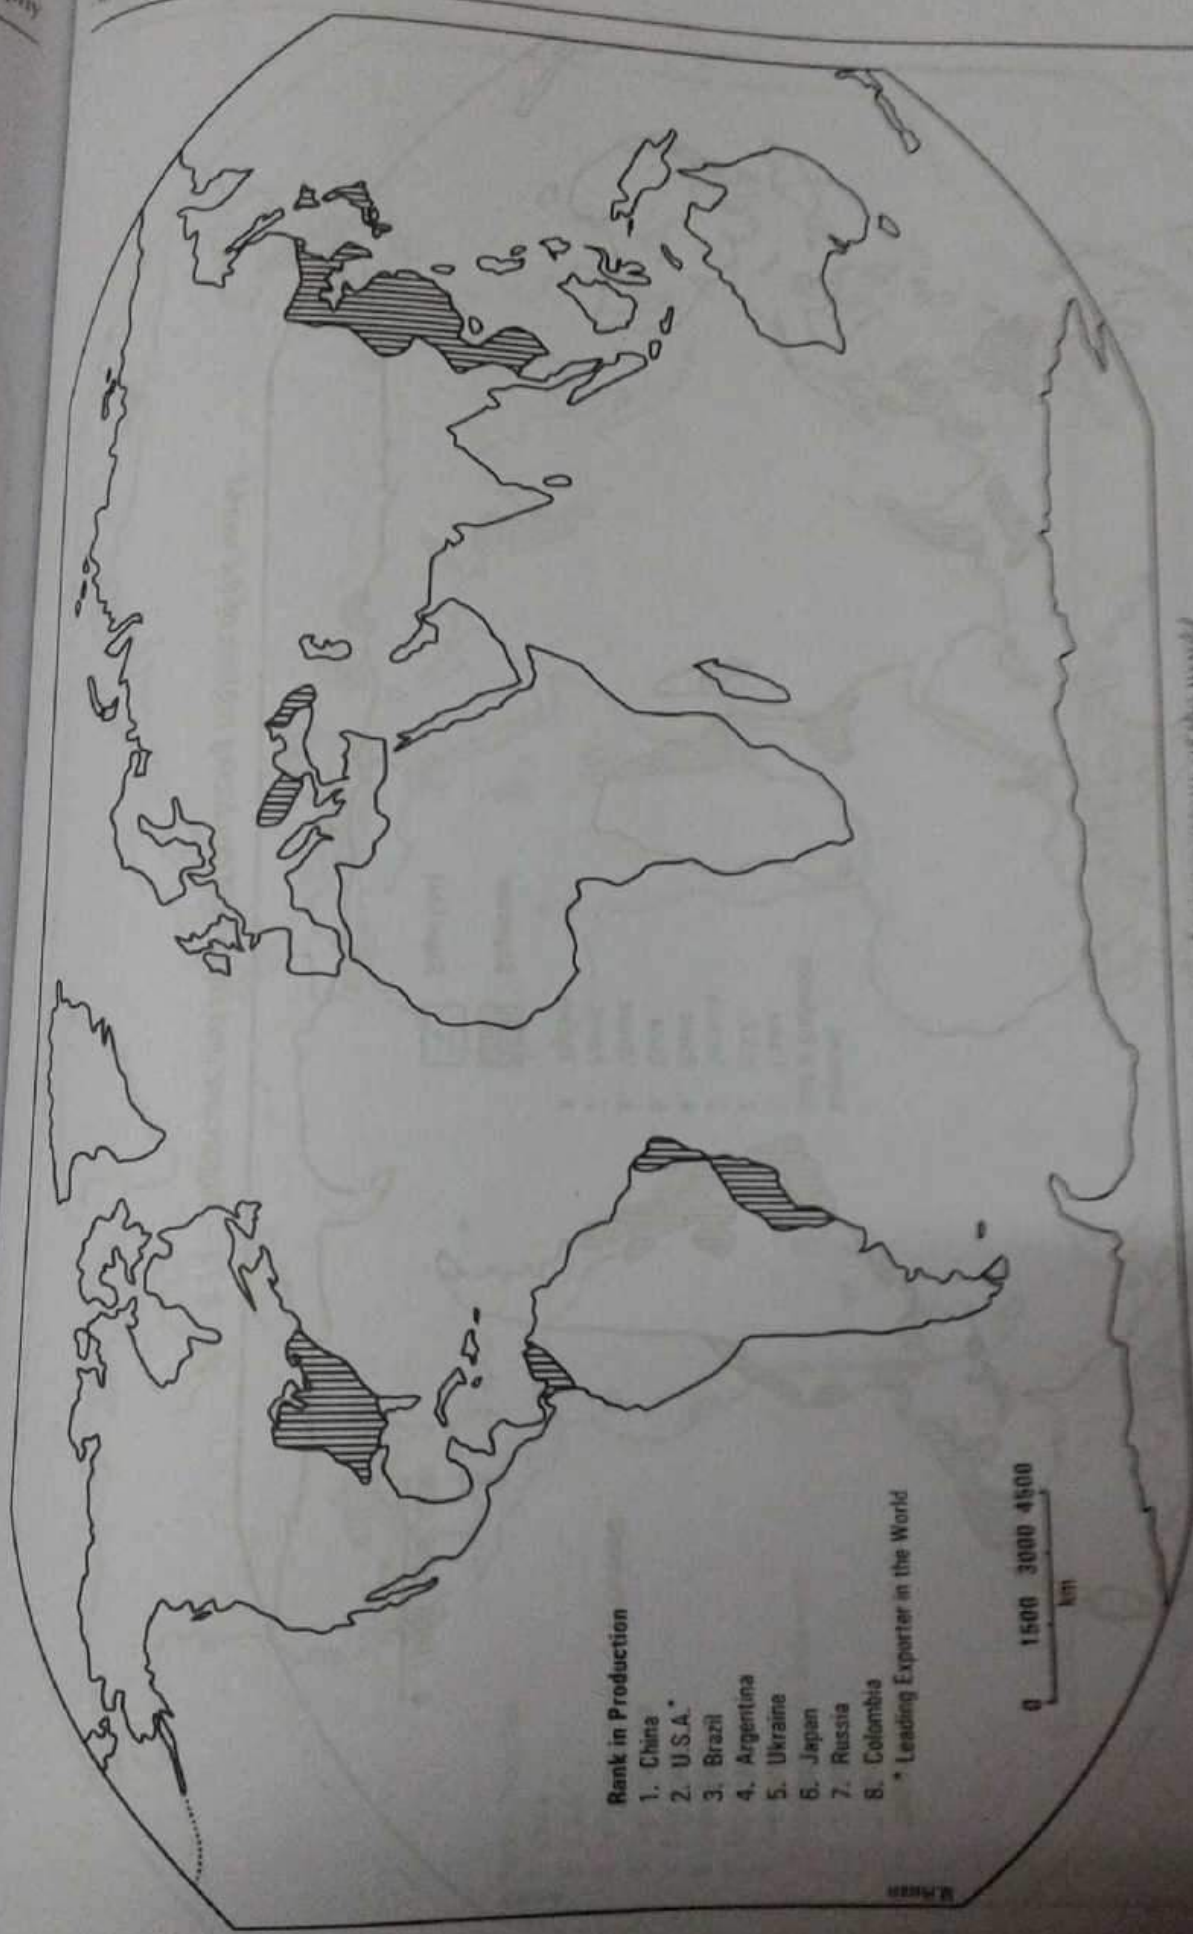 Rank in Production
1. China
2. U.S.A.*
3. Brazil
4. Argentina
5. Ukraine
6. Japan
7. Russia
8. Colombia
* Leading Exporter in the World
0 1500 3000 4500
km